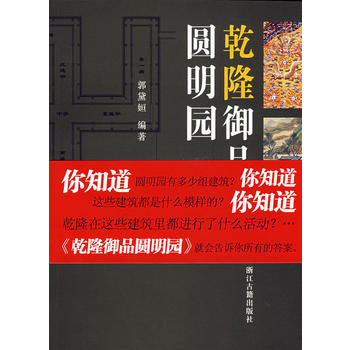 乾隆御品
圆明园
郭黛姮 编著
你知道 圆明园有多少组建筑? 你知道
这些建筑都是什么模样的? 你知道
乾隆在这些建筑里都进行了什么活动? …
《乾隆御品圆明园》就会告诉你所有的答案。
浙江古籍出版社